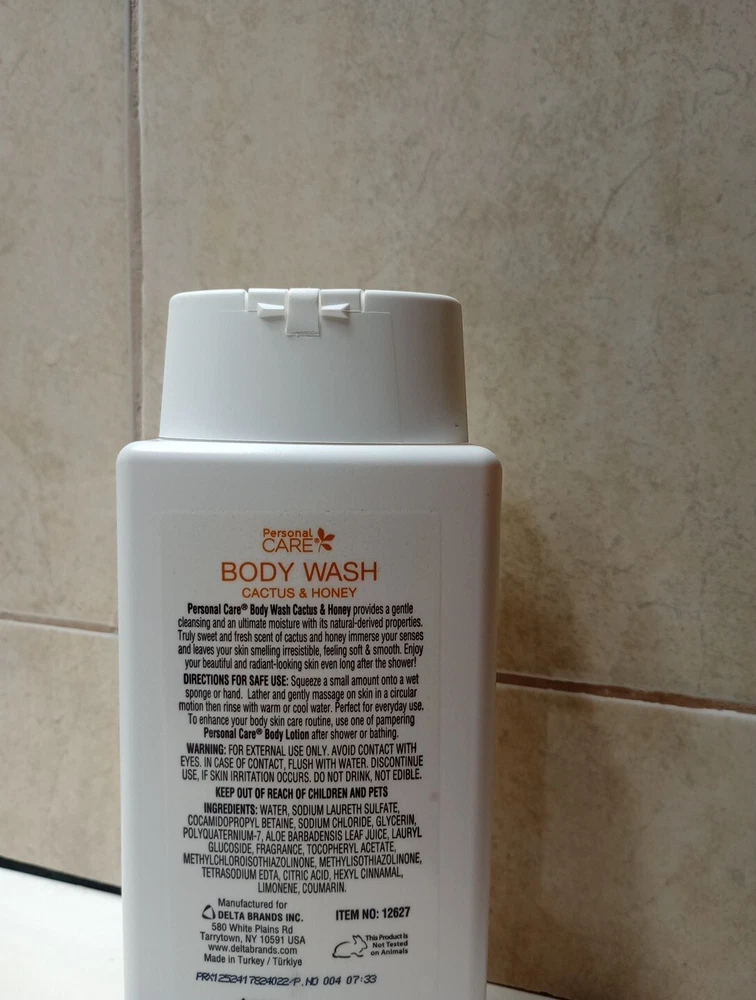 Personal
CARE®
BODY WASH
CACTUS & HONEY
Personal Care® Body Wash Cactus & Honey provides a gentle
cleansing and an ultimate moisture with its natural-derived properties.
Truly sweet and fresh scent of cactus and honey immerse your senses
and leaves your skin smelling irresistible, feeling soft & smooth. Enjoy
your beautiful and radiant-looking skin even long after the shower!
DIRECTIONS FOR SAFE USE: Squeeze a small amount onto a wet
sponge or hand. Lather and gently massage on skin in a circular
motion then rinse with warm or cool water. Perfect for everyday use.
To enhance your body skin care routine, use one of pampering
Personal Care® Body Lotion after shower or bathing.
WARNING: FOR EXTERNAL USE ONLY. AVOID CONTACT WITH
EYES. IN CASE OF CONTACT, FLUSH WITH WATER. DISCONTINUE
USE, IF SKIN IRRITATION OCCURS. DO NOT DRINK, NOT EDIBLE.
KEEP OUT OF REACH OF CHILDREN AND PETS
INGREDIENTS: WATER, SODIUM LAURETH SULFATE,
COCAMIDOPROPYL BETAINE, SODIUM CHLORIDE, GLYCERIN,
POLYQUATERNIUM-7, ALOE BARBADENSIS LEAF JUICE, LAURYL
GLUCOSIDE, FRAGRANCE, TOCOPHERYL ACETATE,
METHYLCHLOROISOTHIAZOLINONE, METHYLISOTHIAZOLINONE,
TETRASODIUM EDTA, CITRIC ACID, HEXYL CINNAMAL,
LIMONENE, COUMARIN.
Manufactured for
DELTA BRANDS INC.
580 White Plains Rd
Tarrytown, NY 10591 USA
www.deltabrands.com
Made in Turkey / Türkiye
ITEM NO: 12627
This Product is
Not Tested
on Animals
P.NO 004 07:33